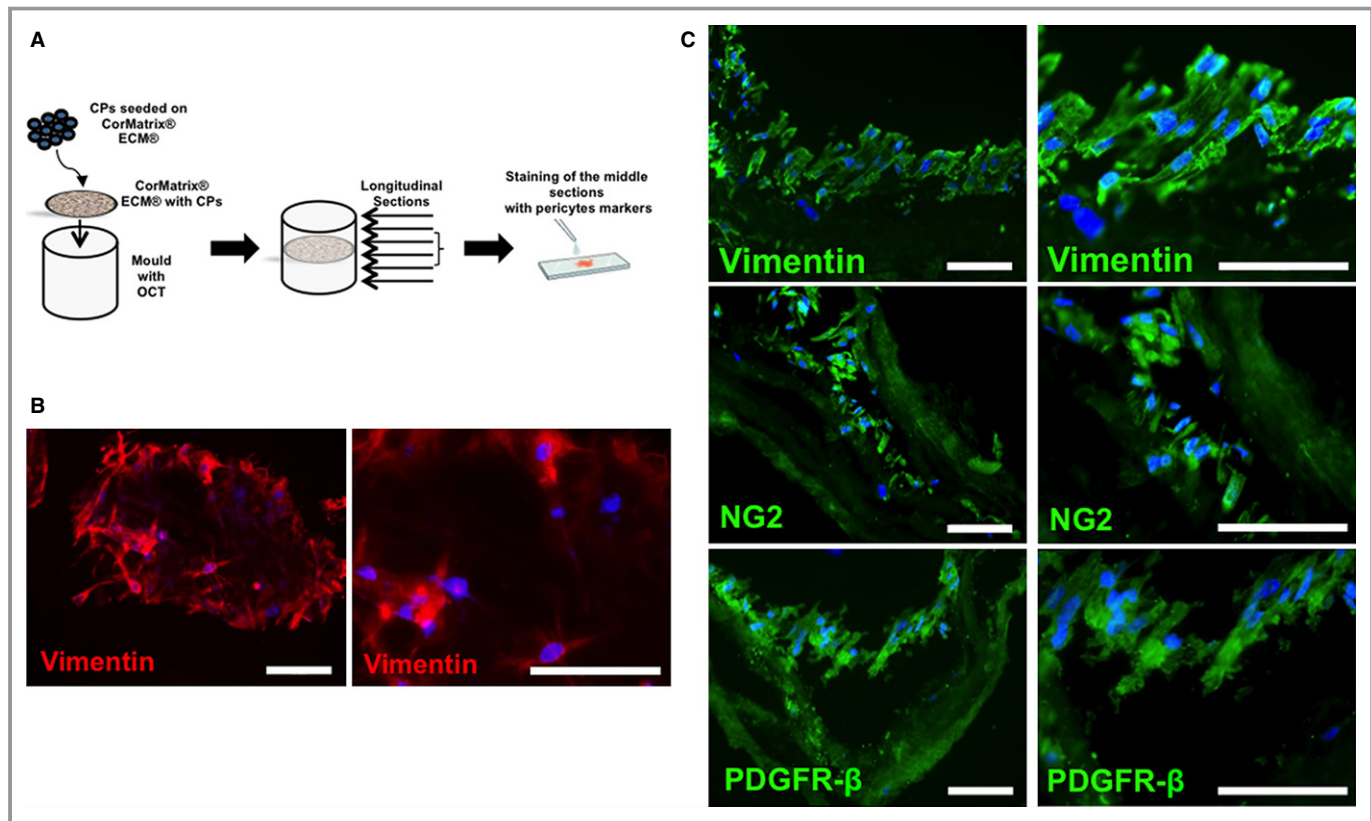 A
CPs seeded on
CorMatrix®
ECM®
CorMatrix®
ECM® with CPs
Mould
with
OCT
Longitudinal
Sections
Staining of the middle
sections
with pericytes markers
B
Vimentin
Vimentin
C
Vimentin
Vimentin
NG2
NG2
PDGFR-β
PDGFR-β